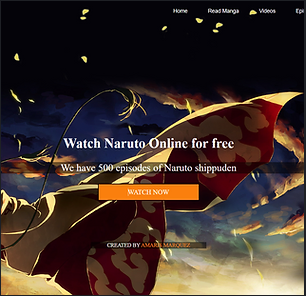 Home Read Manga Videos Epi
Watch Naruto Online for free
We have 500 episodes of Naruto shippuden
WATCH NOW
CREATED BY AMARIS MARQUEZ